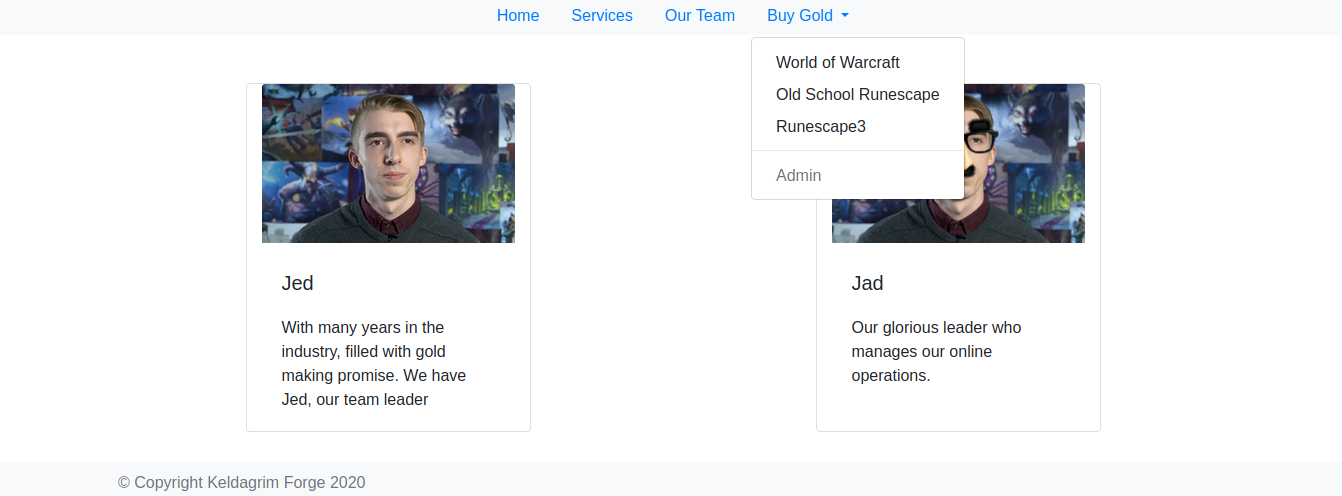 Home Services Our Team Buy Gold
World of Warcraft
Old School Runescape
Runescape3
Admin
Jed
With many years in the
industry, filled with gold
making promise. We have
Jed, our team leader
Jad
Our glorious leader who
manages our online
operations.
© Copyright Keldagrim Forge 2020